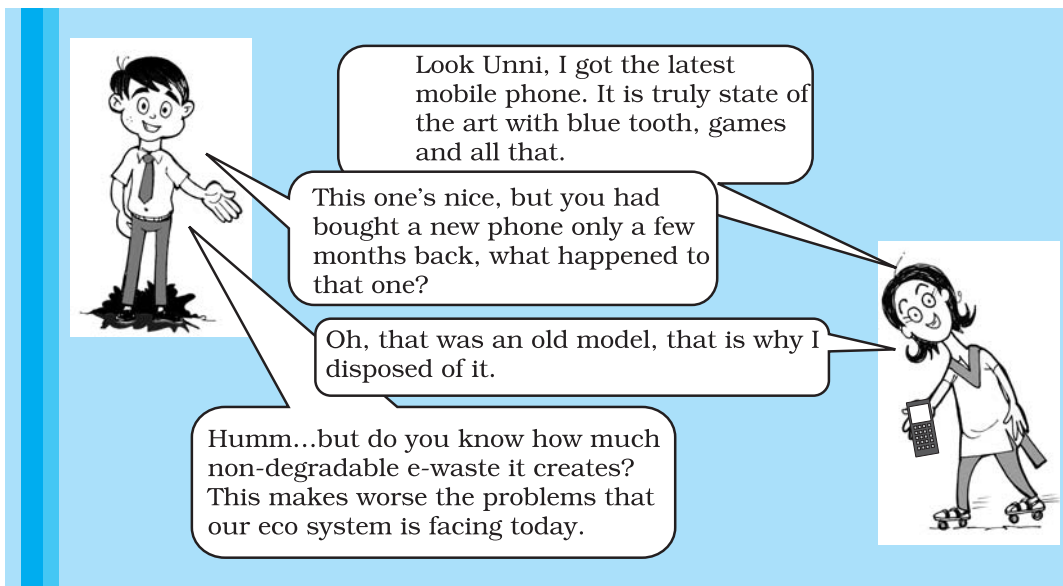 Look Unni, I got the latest
mobile phone. It is truly state of
the art with blue tooth, games
and all that.
This one's nice, but you had
bought a new phone only a few
months back, what happened to
that one?
Oh, that was an old model, that is why I
disposed of it.
Humm...but do you know how much
non-degradable e-waste it creates?
This makes worse the problems that
our eco system is facing today.